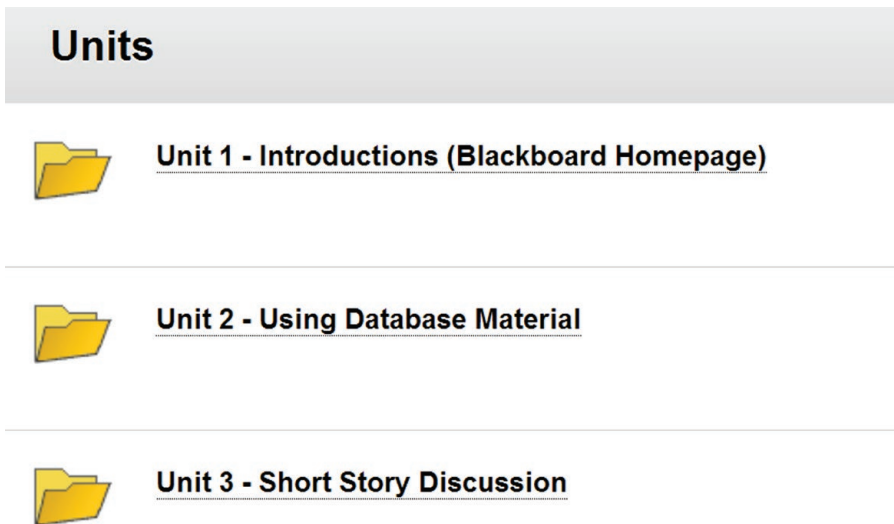 Units
Unit 1 - Introductions (Blackboard Homepage)
Unit 2 - Using Database Material
Unit 3 - Short Story Discussion